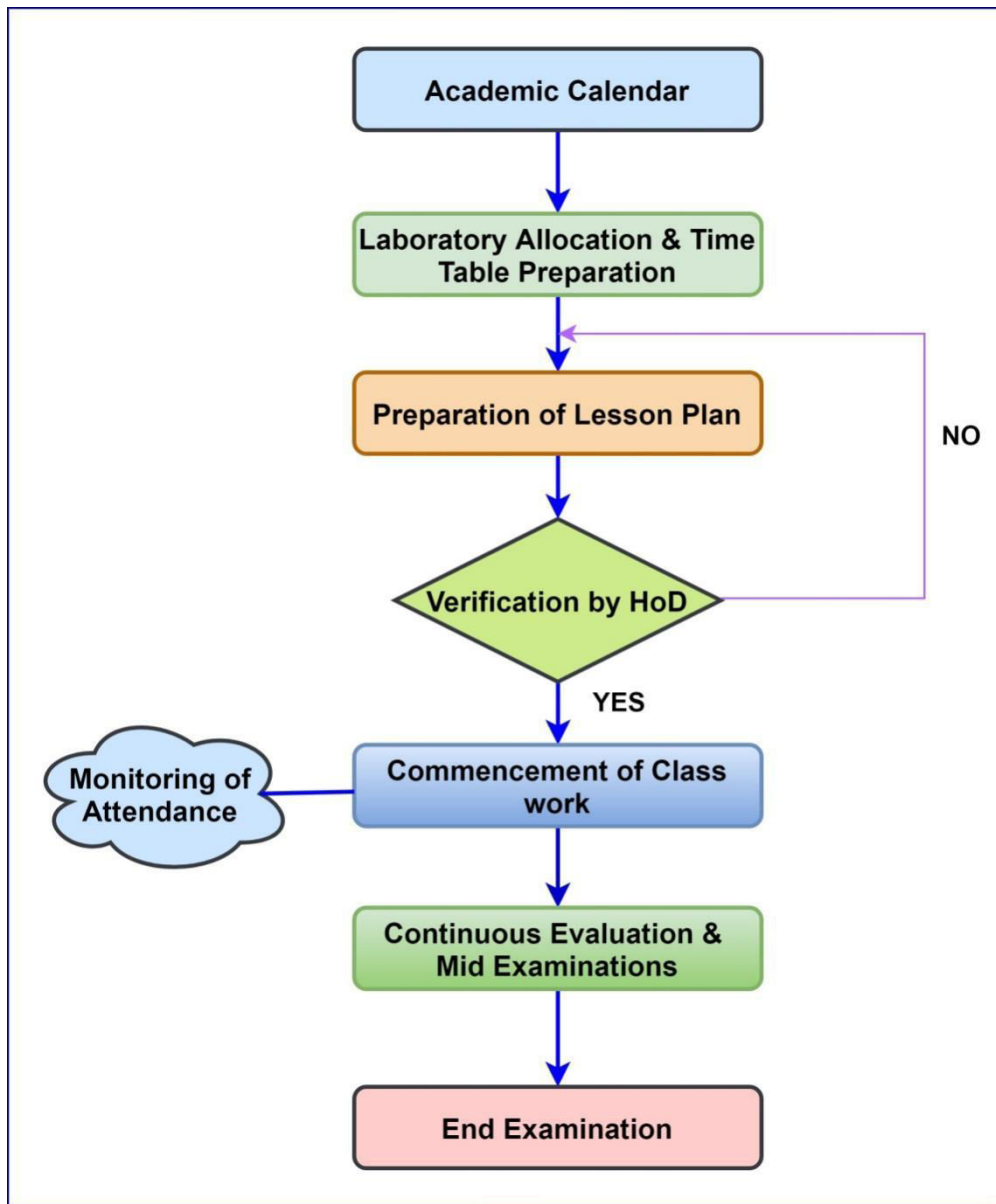 Academic Calendar
Laboratory Allocation & Time
Table Preparation
Preparation of Lesson Plan
NO
Verification by HoD
YES
Monitoring of
Attendance
Commencement of Class
work
Continuous Evaluation &
Mid Examinations
End Examination